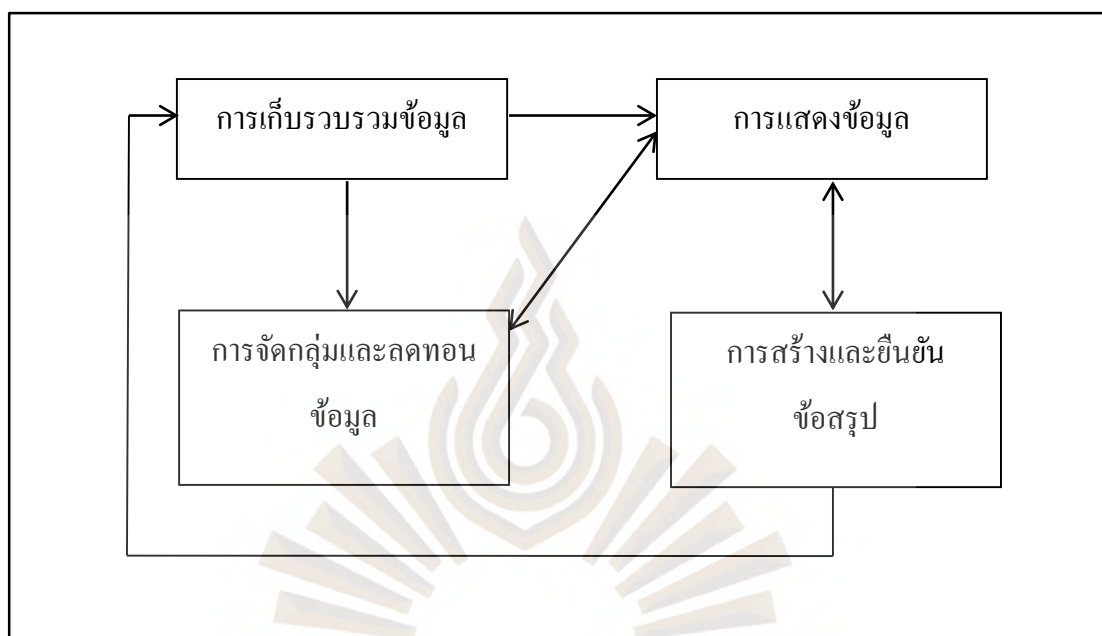 การเก็บรวบรวมข้อมูล
การแสดงข้อมูล
การจัดกลุ่มและลดทอน
ข้อมูล
การสร้างและยืนยัน
ข้อสรุป